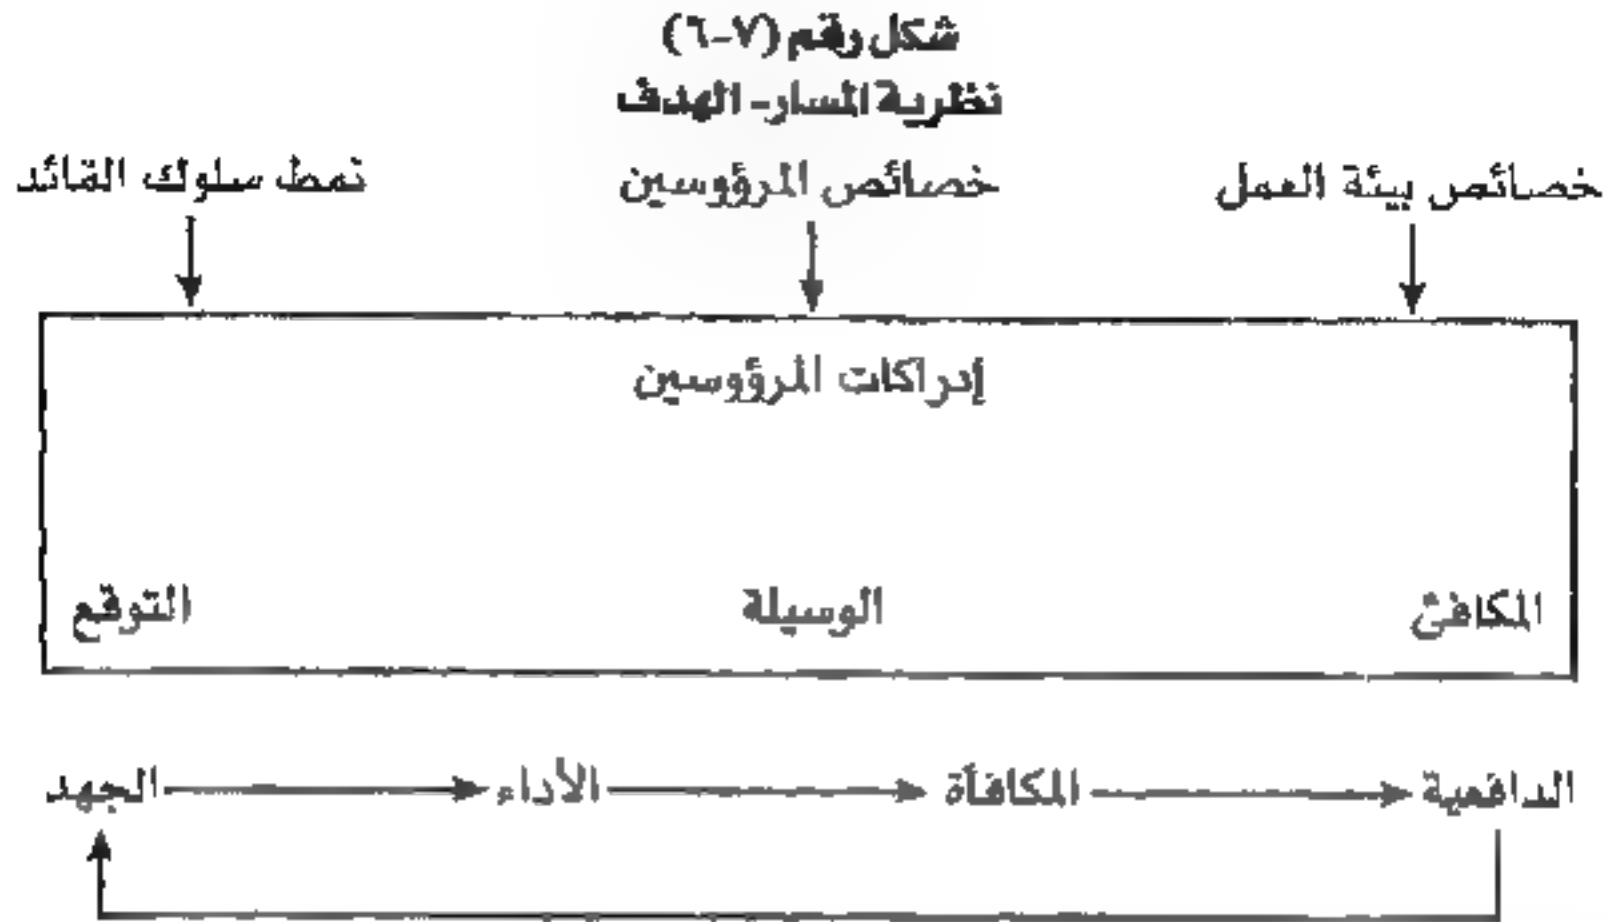 شكل رقم (٧-٦)
نظرية المسار- الهدف
خصائص بيئة العمل
خصائص المرؤوسين
نمط سلوك القائد
إدراكات المرؤوسين
المكافئ
الوسيلة
التوقع
الدافعية
المكافأة
الأداء
الجهد